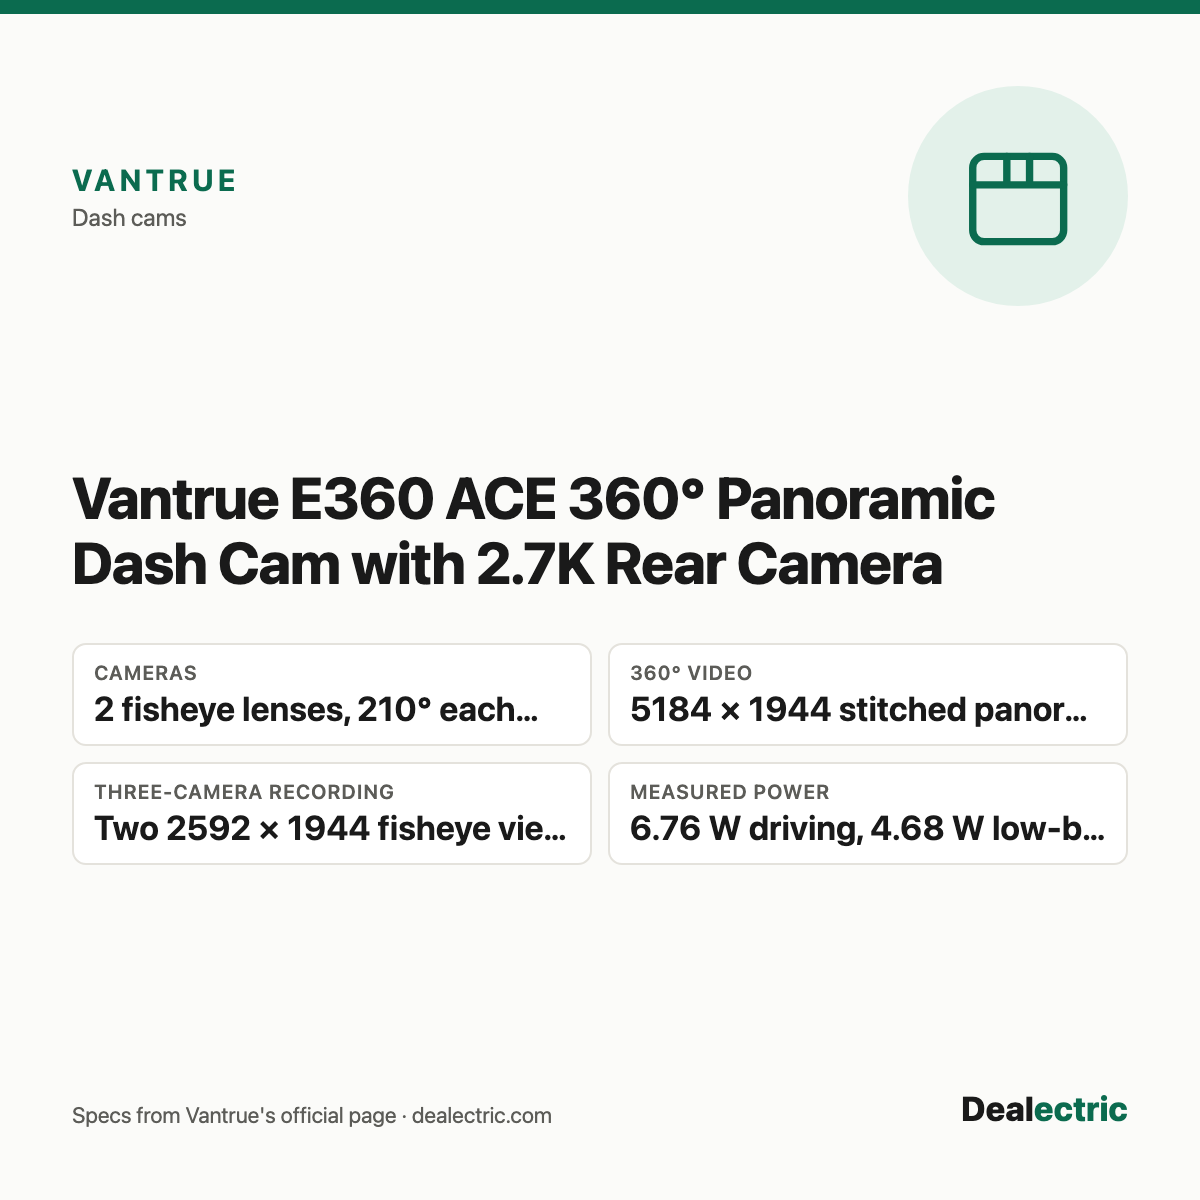 VANTRUE
Dash cams
Vantrue E360 ACE 360° Panoramic
Dash Cam with 2.7K Rear Camera
CAMERAS
2 fisheye lenses, 210° each...
360° VIDEO
5184 × 1944 stitched panor...
THREE-CAMERA RECORDING
Two 2592 × 1944 fisheye vie...
MEASURED POWER
6.76 W driving, 4.68 W low-b...
Specs from Vantrue's official page · dealectric.com
Dealectric